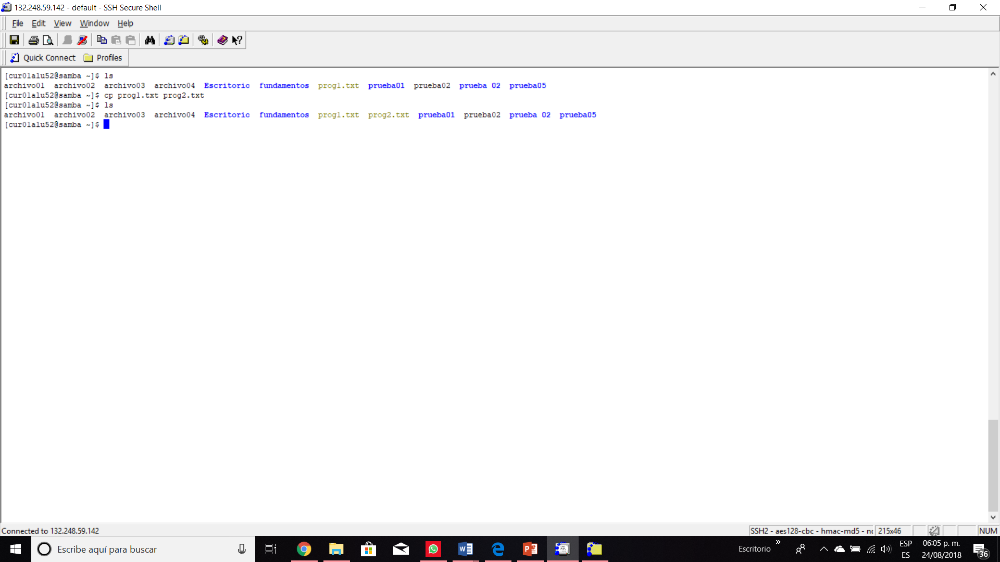 132.248.59.142 - default - SSH Secure Shell
File Edit View Window Help
Quick Connect Profiles
[cur01alu52@samba ~]$ ls
archivo01 archivo02 archivo03 archivo04 Escritorio fundamentos prog1.txt prueba01 prueba02 prueba 02 prueba05
[cur01alu52@samba ~]$ cp prog1.txt prog2.txt
[cur01alu52@samba ~]$ ls
archivo01 archivo02 archivo03 archivo04 Escritorio fundamentos prog1.txt prog2.txt prueba01 prueba02 prueba 02 prueba05
[cur01alu52@samba ~]$
Connected to 132.248.59.142
SSH2 - aes128-cbc - hmac-md5 - 215x46 NUM
Escribe aquí para buscar
Escritorio
ESP
ES
06:05 p. m.
24/08/2018
36